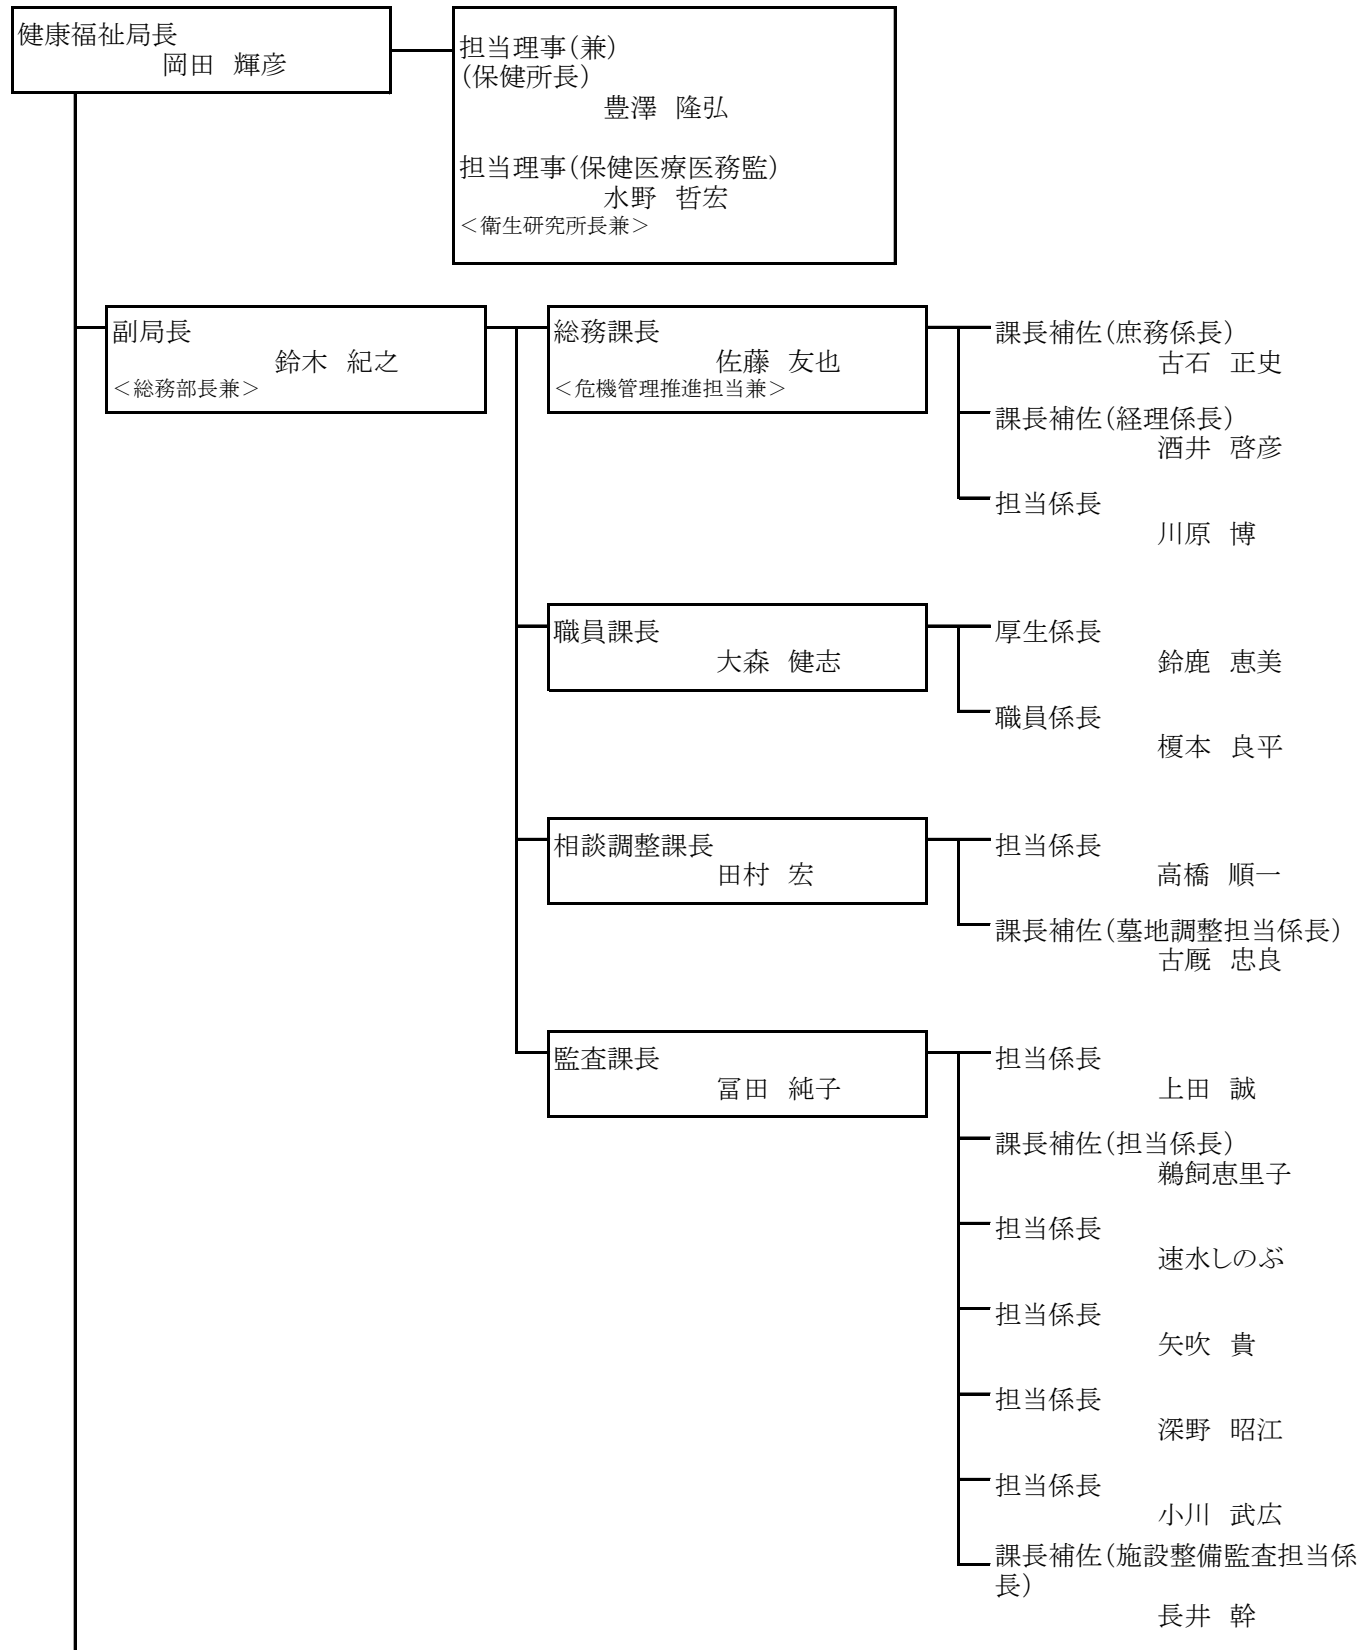 健康福祉局長
岡田 輝彦
担当理事(兼)
(保健所長)
豊澤 隆弘
担当理事(保健医療医務監)
水野 哲宏
<衛生研究所長兼>
副局長
鈴木 紀之
<総務部長兼>
総務課長
佐藤 友也
<危機管理推進担当兼>
課長補佐(庶務係長)
古石 正史
課長補佐(経理係長)
酒井 啓彦
担当係長
川原 博
職員課長
大森 健志
厚生係長
鈴鹿 恵美
職員係長
榎本 良平
相談調整課長
田村 宏
担当係長
高橋 順一
課長補佐(墓地調整担当係長)
古厩 忠良
監査課長
冨田 純子
担当係長
上田 誠
課長補佐(担当係長)
鵜飼恵里子
担当係長
速水しのぶ
担当係長
矢吹 貴
担当係長
深野 昭江
担当係長
小川 武広
課長補佐(施設整備監査担当係
長)
長井 幹